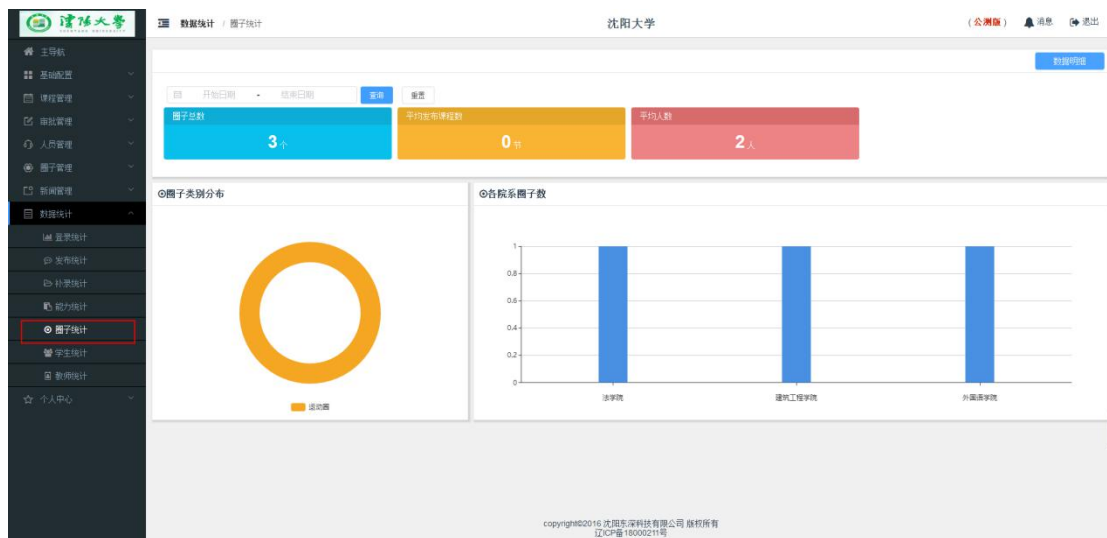 沈阳大学
SHENYANG UNIVERSITY
数据统计 / 圈子统计
沈阳大学
(公测版)
消息
退出
主导航
基础配置
课程管理
审批管理
人员管理
圈子管理
新闻管理
数据统计
登录统计
发布统计
补录统计
能力统计
圈子统计
学生统计
教师统计
个人中心
数据明细
开始日期 - 结束日期
查询
重置
圈子总数
3个
平均发布课程数
0节
平均人数
2人
圈子类别分布
运动圈
各院系圈子数
1
0.8
0.6
0.4
0.2
0
法学院
建筑工程学院
外国语学院
copyright©2016 沈阳东深科技有限公司 版权所有
辽ICP备18000211号